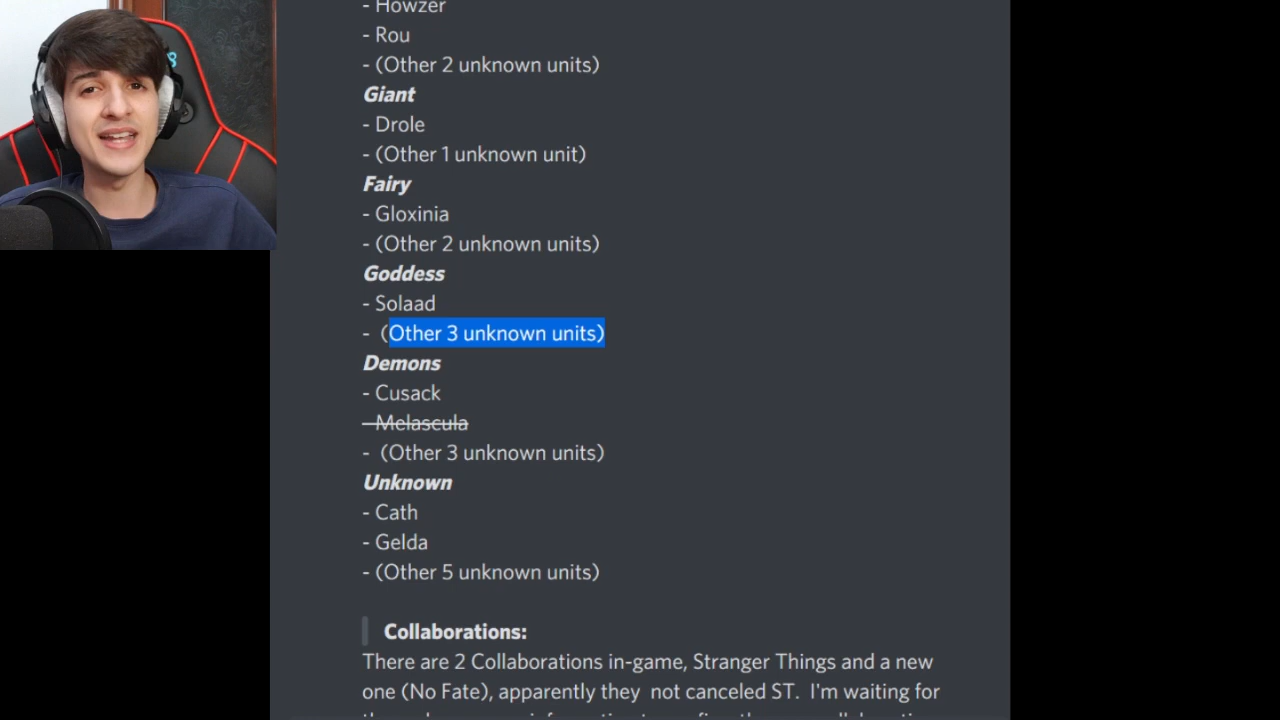 - Howzer
- Rou
- (Other 2 unknown units)
Giant
- Drole
- (Other 1 unknown unit)
Fairy
- Gloxinia
- (Other 2 unknown units)
Goddess
- Solaad
- (Other 3 unknown units)
Demons
- Cusack
- Melascula
- (Other 3 unknown units)
Unknown
- Cath
- Gelda
- (Other 5 unknown units)
Collaborations:
There are 2 Collaborations in-game, Stranger Things and a new
one (No Fate), apparently they not canceled ST. I'm waiting for